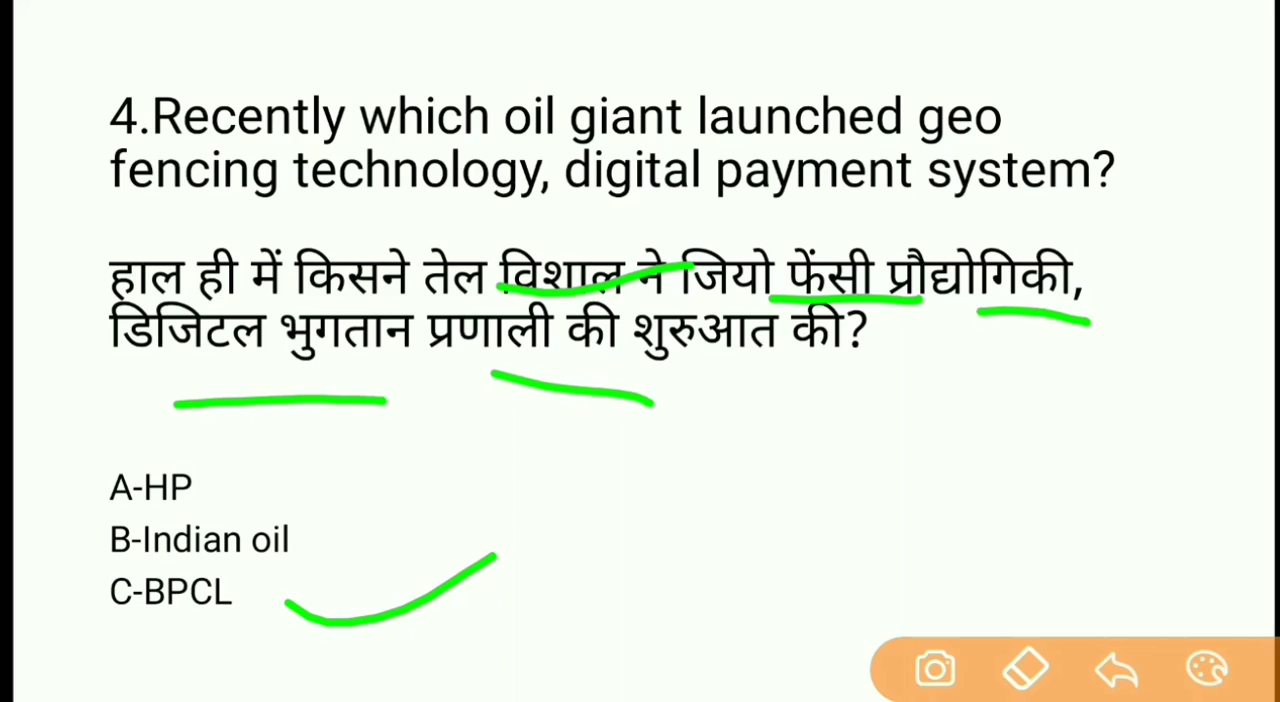 4.Recently which oil giant launched geo
fencing technology, digital payment system?
हाल ही में किसने तेल विशाल ने जियो फेंसी प्रौद्योगिकी,
डिजिटल भुगतान प्रणाली की शुरुआत की?
A-HP
B-Indian oil
C-BPCL